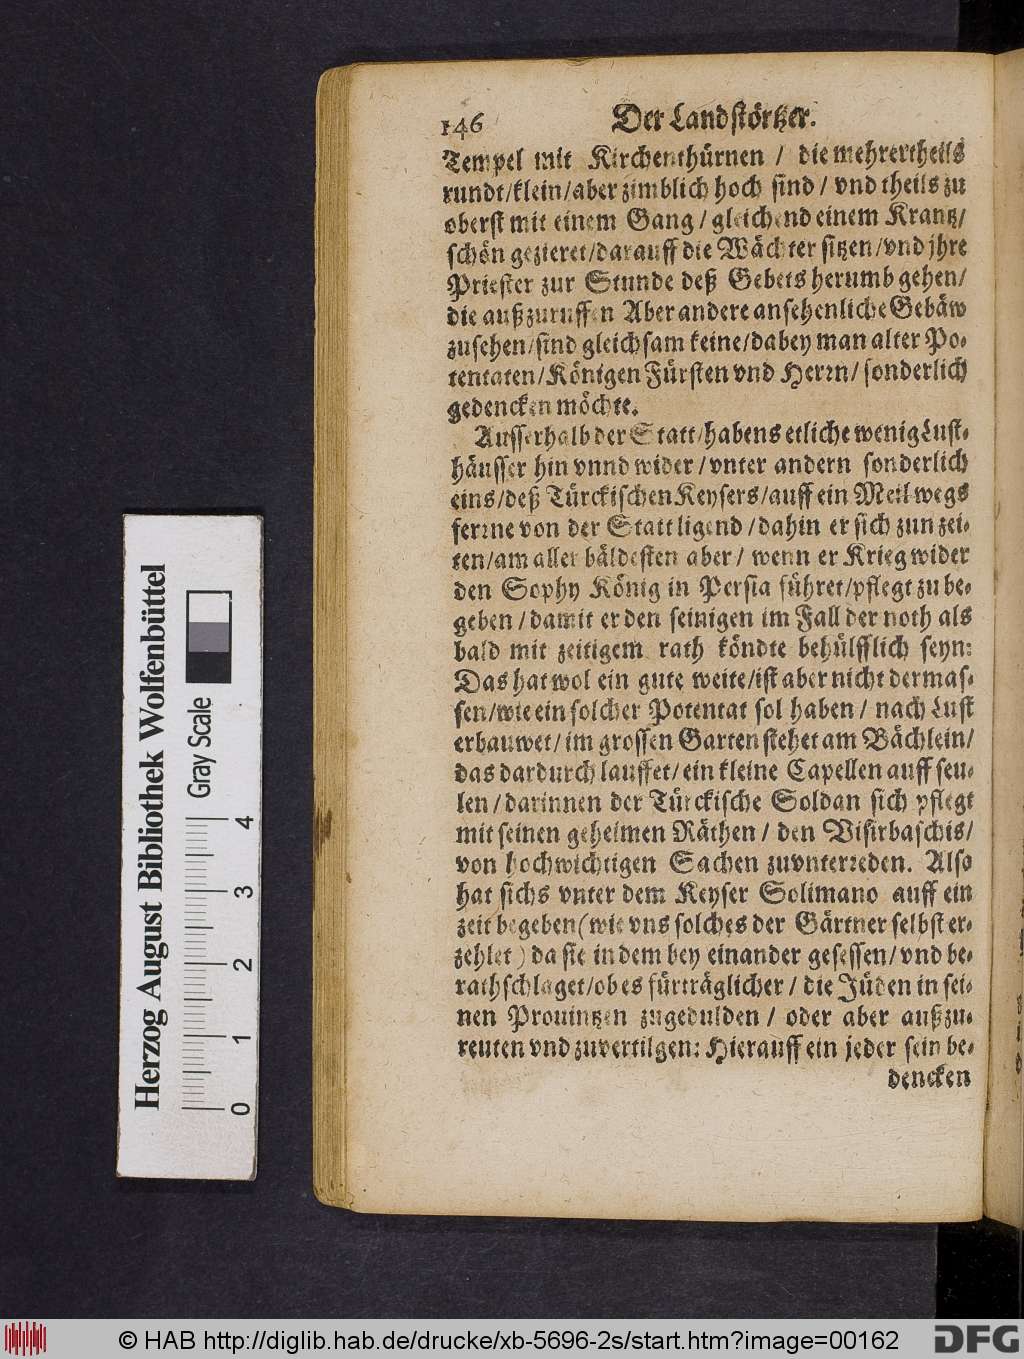 146 Der Landstörtzer.
Tempel mit Kirchenthürnen / die mehrertheils
rundt/klein/aber zimblich hoch sind / vnd theils zu
oberst mit einem Gang / gleichend einem Krantz/
schön gezieret/darauff die Wächter sitzen/vnd jhre
Priester zur Stunde deß Gebets herumb gehen/
die außzuruffen Aber andere ansehenliche Gebäw
zusehen/sind gleichsam keine/dabey man alter Po-
tentaten/Königen Fürsten vnd Herrn/ sonderlich
gedencken möchte.
Ausserhalb der Statt/habens etliche wenig Lust-
häusser hin vnnd wider / vnter andern sonderlich
eins/deß Türckischen Keysers/auff ein Meil wegs
ferrne von der Statt ligend / dahin er sich zun zei-
ten/am aller bäldesten aber / wenn er Krieg wider
den Sophy König in Persia führet/pflegt zu be-
geben / damit er den seinigen im Fall der noth als
bald mit zeitigem rath köndte behülfflich seyn:
Das hat wol ein gute weite/ist aber nicht dermas-
sen/wie ein solcher Potentat sol haben / nach Lust
erbauwet/im grossen Garten stehet am Bächlein/
das dardurch lauffet/ein kleine Capellen auff seu-
len / darinnen der Türckische Soldan sich pflegt
mit seinen geheimen Räthen / den Visirbaschis/
von hochwichtigen Sachen zuvnterreden. Also
hat sichs vnter dem Keyser Solimano auff ein
zeit begeben (wie vns solches der Gärtner selbst er-
zehlet) da sie in dem bey einander gesessen/ vnd be-
rathschlaget/ob es fürträglicher / die Jüden in sei-
nen Prouintzen zugedulden / oder aber außzu-
reuten vnd zuvertilgen: Hierauff ein jeder sein be-
dencken
Herzog August Bibliothek Wolfenbüttel
Gray Scale
0 1 2 3 4
© HAB http://diglib.hab.de/drucke/xb-5696-2s/start.htm?image=00162
DFG